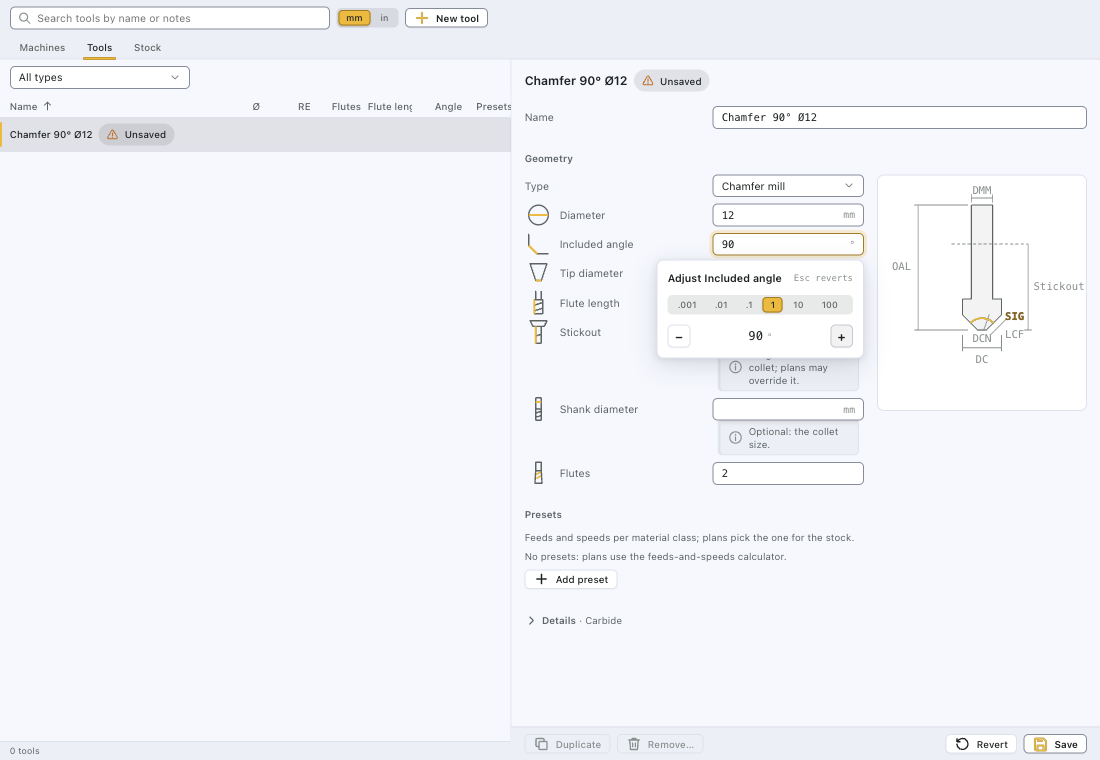 Search tools by name or notes
mm
in
New tool
Machines
Tools
Stock
All types
Name
Ø
RE
Flutes
Flute leng
Angle
Presets
Chamfer 90° Ø12
Unsaved
0 tools
Chamfer 90° Ø12
Unsaved
Name
Chamfer 90° Ø12
Geometry
Type
Chamfer mill
Diameter
12
mm
Included angle
90
°
Tip diameter
Flute length
Stickout
Adjust Included angle
Esc reverts
.001
.01
.1
1
10
100
−
90 °
+
collet; plans may
override it.
Shank diameter
mm
Optional: the collet
size.
Flutes
2
DMM
OAL
Stickout
SIG
DCN
LCF
DC
Presets
Feeds and speeds per material class; plans pick the one for the stock.
No presets: plans use the feeds-and-speeds calculator.
Add preset
Details · Carbide
Duplicate
Remove...
Revert
Save